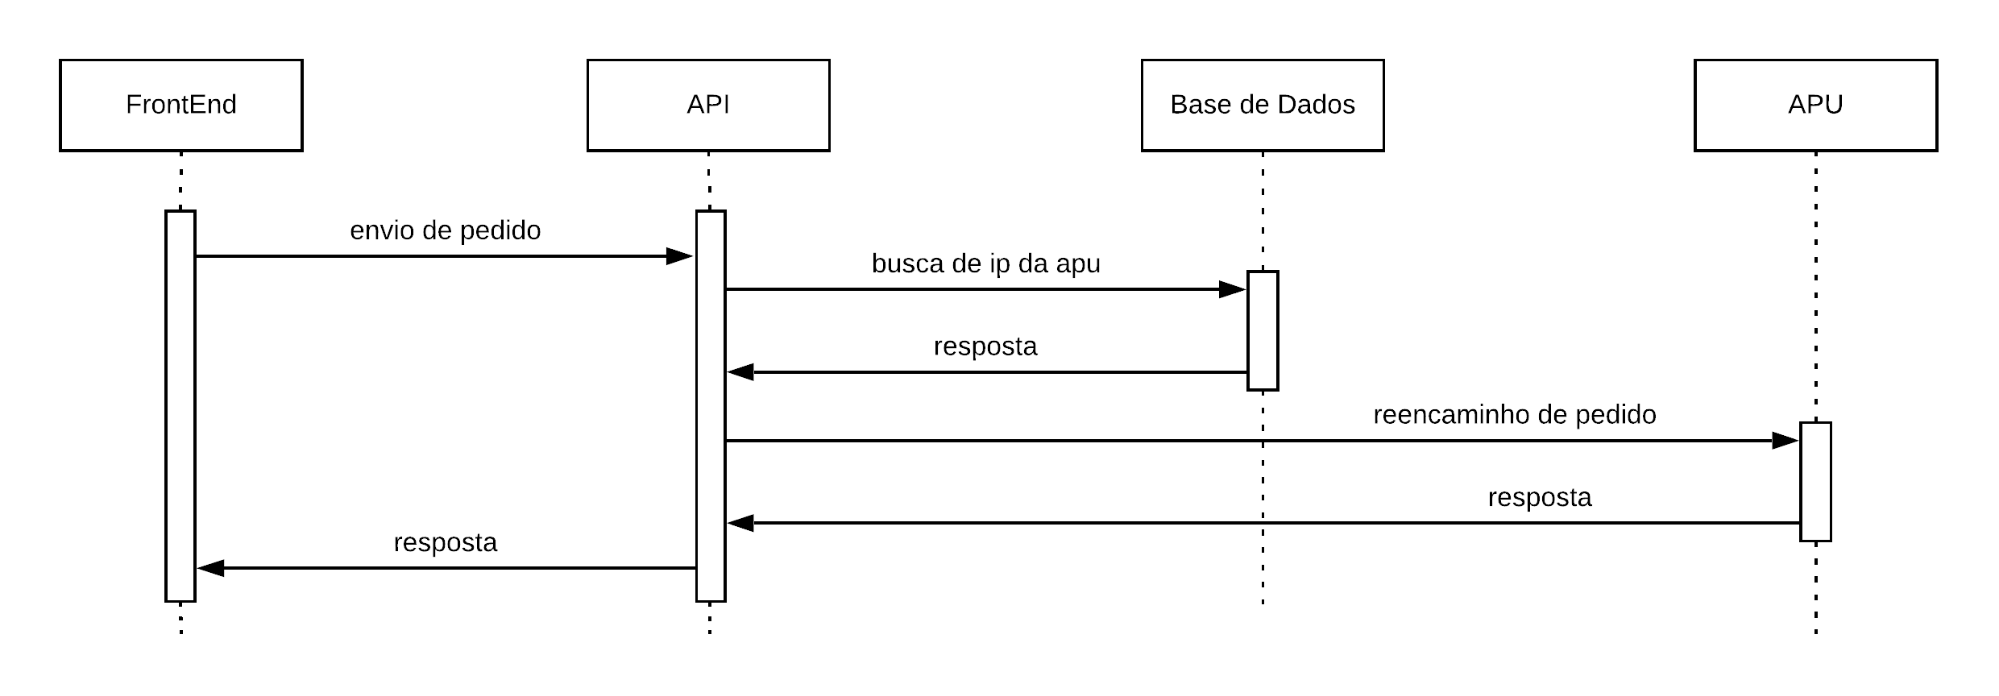 FrontEnd
API
Base de Dados
APU
envio de pedido
busca de ip da apu
resposta
reencaminho de pedido
resposta
resposta